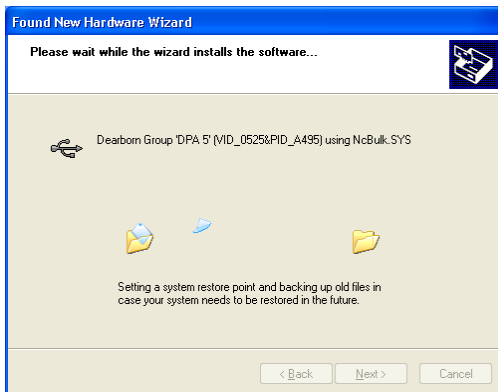 Found New Hardware Wizard
Please wait while the wizard installs the software...
Dearborn Group 'DPA 5' (VID_0525&PID_A495) using NcBulk.SYS
Setting a system restore point and backing up old files in
case your system needs to be restored in the future.
< Back Next > Cancel